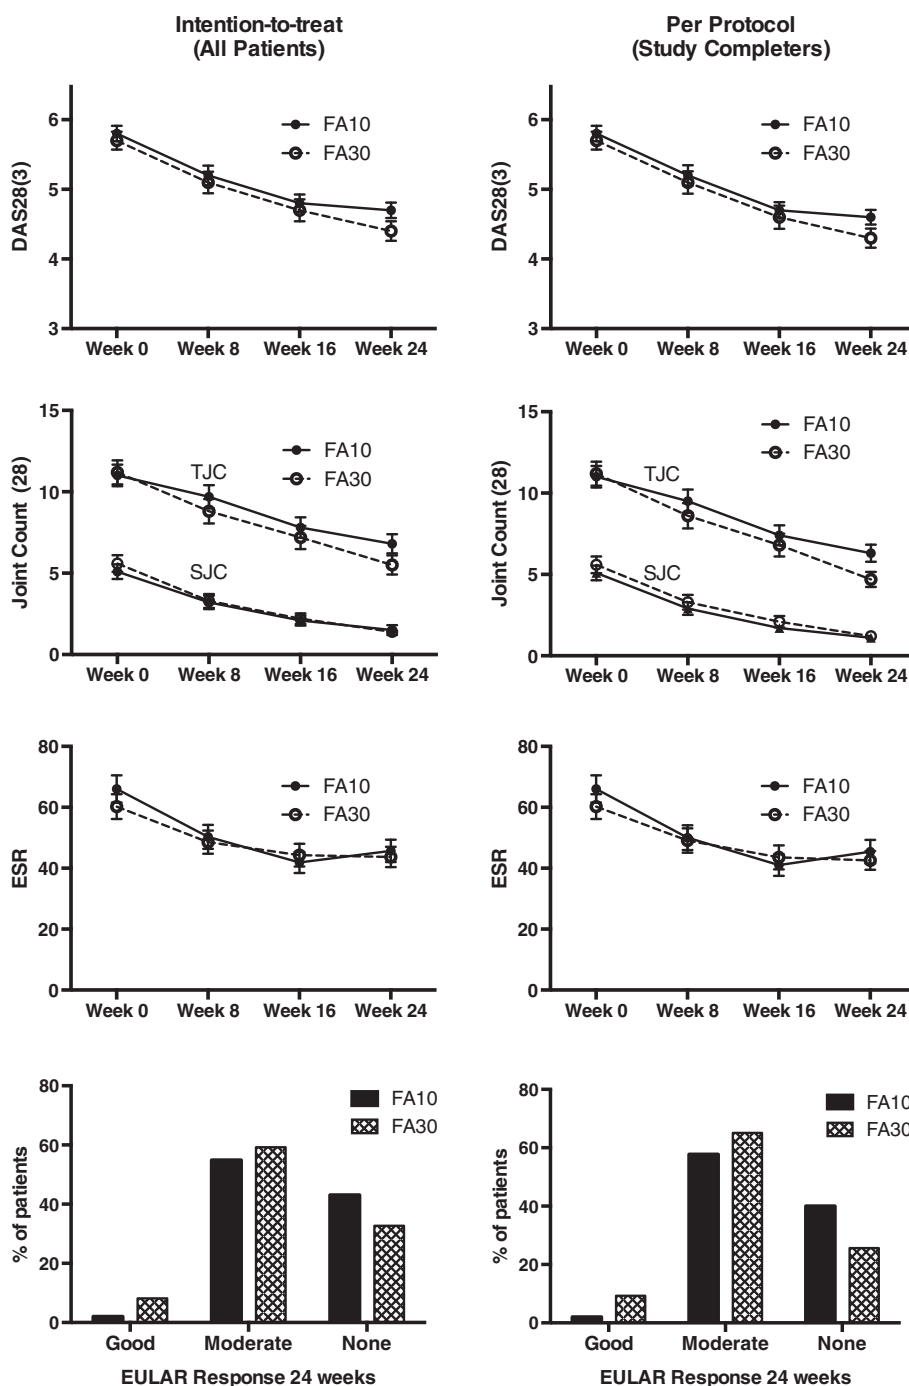 Intention-to-treat
(All Patients)
Per Protocol
(Study Completers)
DAS28(3)
6
5
4
3
FA10
FA30
Week 0 Week 8 Week 16 Week 24
DAS28(3)
6
5
4
3
FA10
FA30
Week 0 Week 8 Week 16 Week 24
Joint Count (28)
15
10
5
0
FA10
FA30
TJC
SJC
Week 0 Week 8 Week 16 Week 24
Joint Count (28)
15
10
5
0
FA10
FA30
TJC
SJC
Week 0 Week 8 Week 16 Week 24
ESR
80
60
40
20
0
FA10
FA30
Week 0 Week 8 Week 16 Week 24
ESR
80
60
40
20
0
FA10
FA30
Week 0 Week 8 Week 16 Week 24
% of patients
80
60
40
20
0
FA10
FA30
Good Moderate None
EULAR Response 24 weeks
% of patients
80
60
40
20
0
FA10
FA30
Good Moderate None
EULAR Response 24 weeks